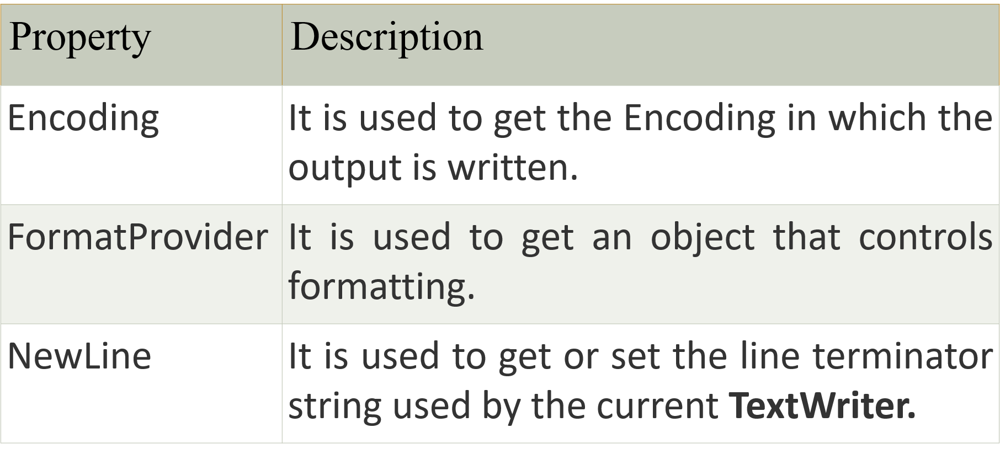 Property Description
Encoding It is used to get the Encoding in which the
output is written.
FormatProvider It is used to get an object that controls
formatting.
NewLine It is used to get or set the line terminator
string used by the current TextWriter.